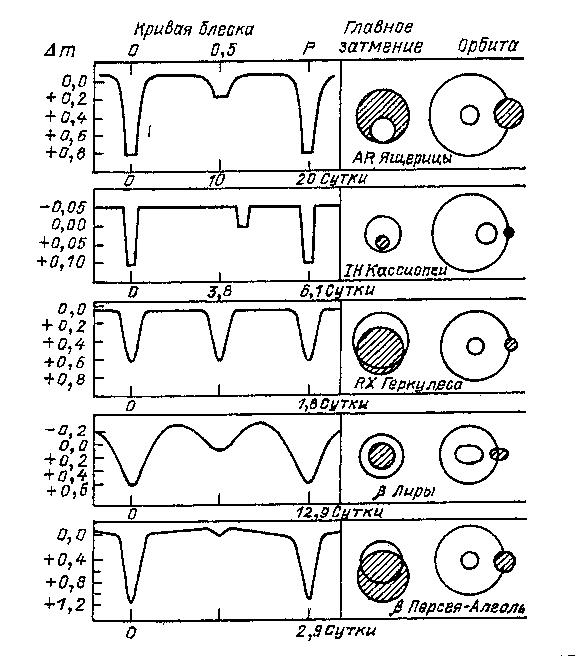 Кривая блеска Главное затмение Орбита
Δm 0 0,5 P
0,0
+0,2
+0,4
+0,6
+0,8
AR Ящерицы
0 10 20 Сутки
-0,05
0,00
+0,05
+0,10
IH Кассиопеи
0 3,8 6,1 Сутки
0,0
+0,2
+0,4
+0,6
+0,8
RX Геркулеса
0 1,8 Сутки
-0,2
0,0
+0,2
+0,4
+0,6
β Лиры
0 12,9 Сутки
0,0
+0,4
+0,8
+1,2
β Персея-Алголь
0 2,9 Сутки